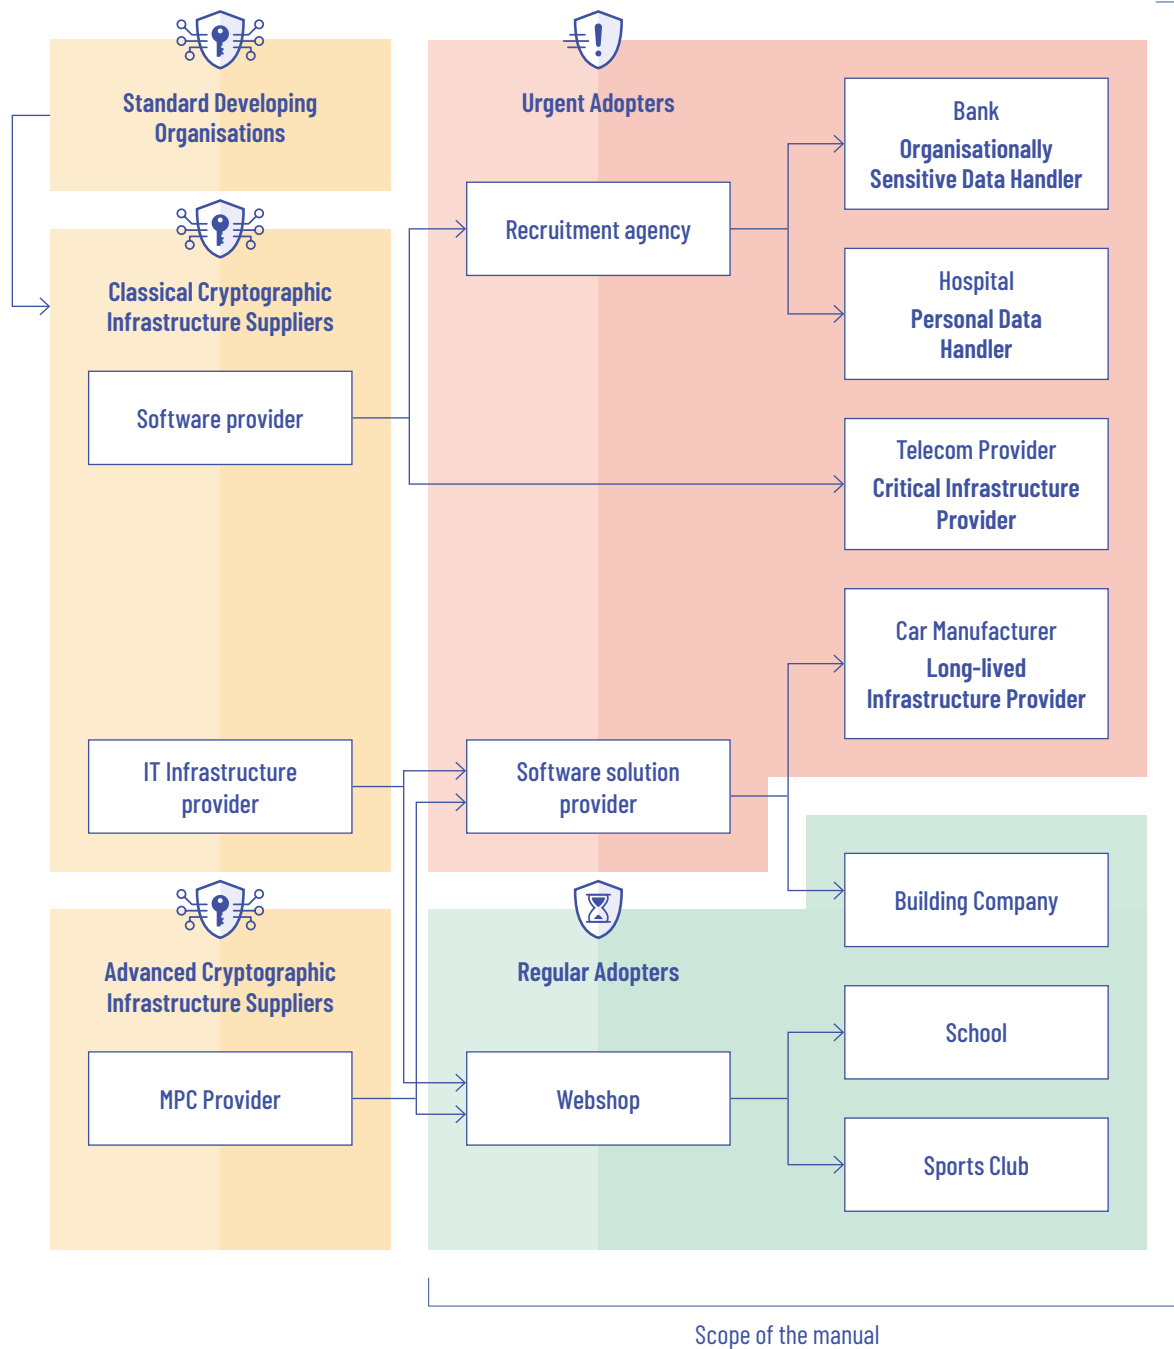 Standard Developing
Organisations
Classical Cryptographic
Infrastructure Suppliers
Software provider
IT Infrastructure
provider
Advanced Cryptographic
Infrastructure Suppliers
MPC Provider
Urgent Adopters
Recruitment agency
Bank
Organisationally
Sensitive Data Handler
Hospital
Personal Data
Handler
Telecom Provider
Critical Infrastructure
Provider
Car Manufacturer
Long-lived
Infrastructure Provider
Software solution
provider
Regular Adopters
Building Company
Webshop
School
Sports Club
Scope of the manual